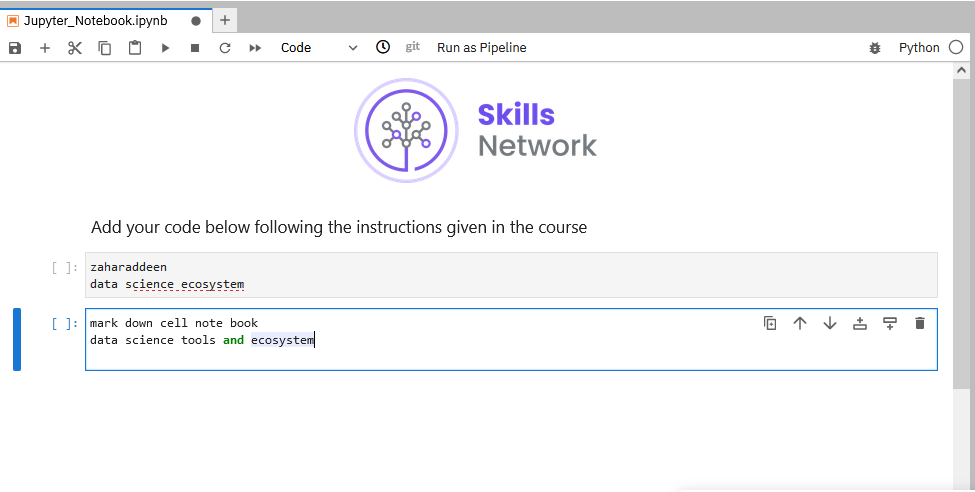 Jupyter_Notebook.ipynb
Code git Run as Pipeline Python
Skills
Network
Add your code below following the instructions given in the course
[ ]: zaharaddeen
data science ecosystem
[ ]: mark down cell note book
data science tools and ecosystem